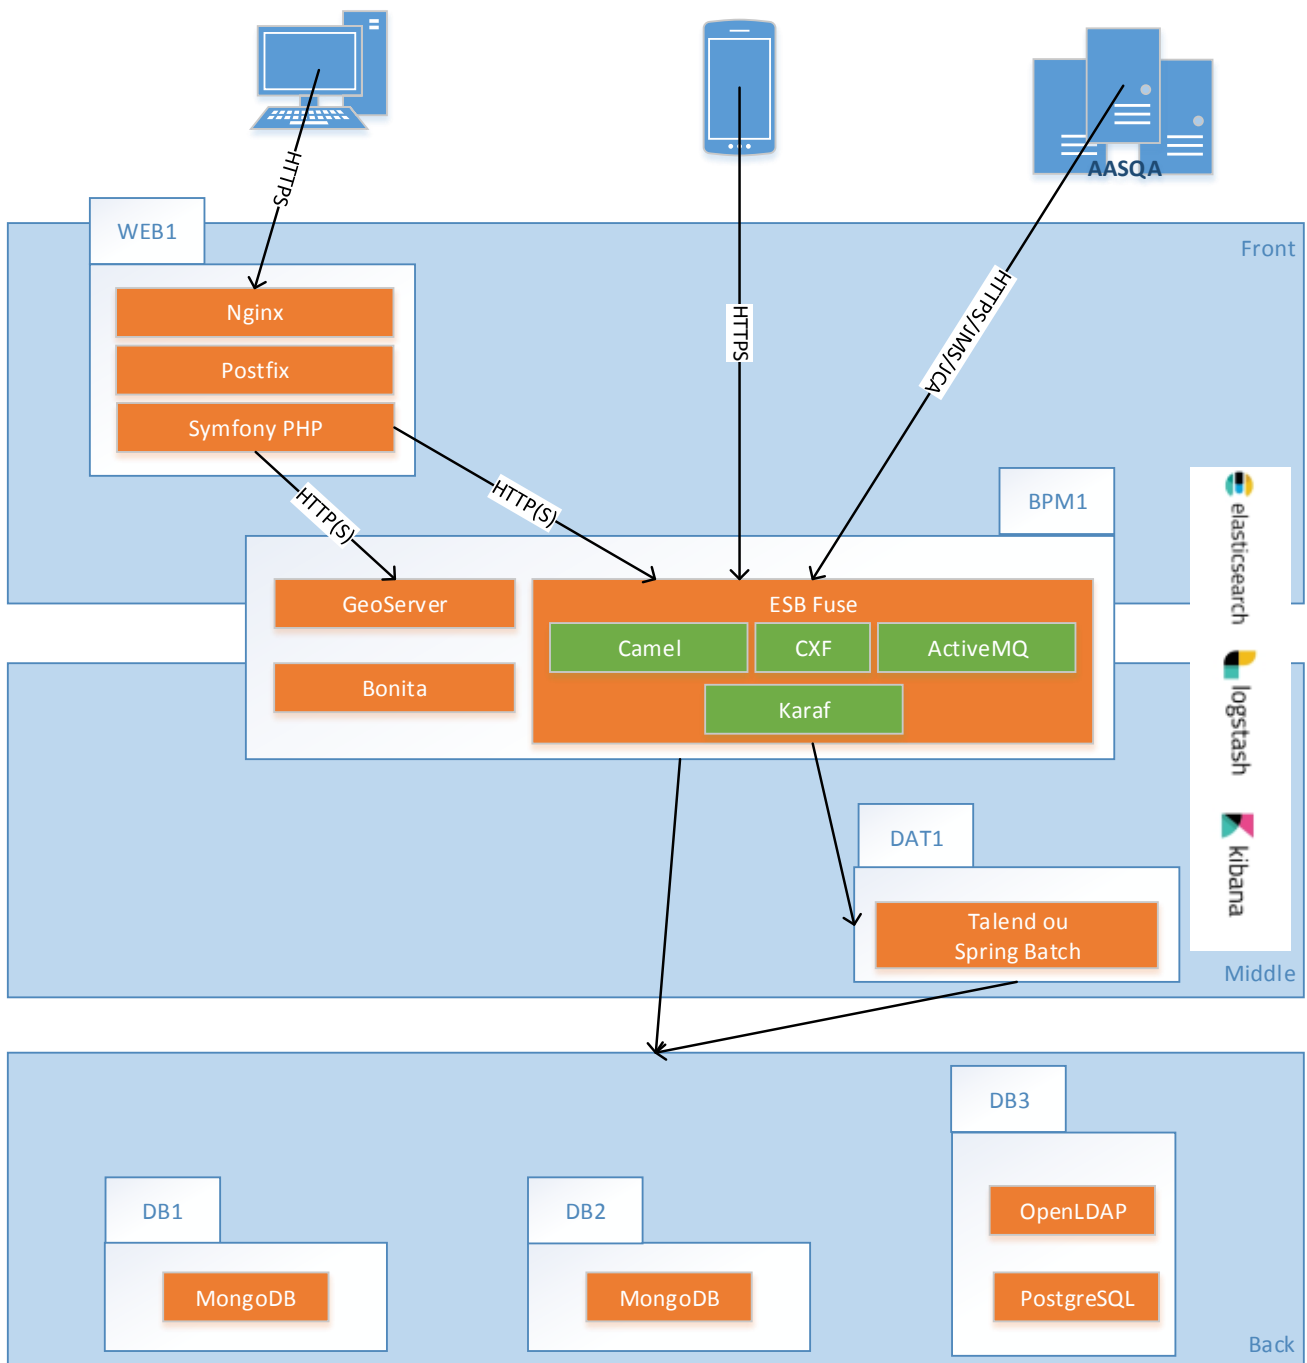 AASQA
HTTPS
WEB1
Front
Nginx
Postfix
Symfony PHP
HTTPS
HTTPS/JMS/JCA
HTTP(S)
HTTP(S)
BPM1
elasticsearch
GeoServer
ESB Fuse
Camel
CXF
ActiveMQ
Bonita
Karaf
logstash
DAT1
kibana
Talend ou
Spring Batch
Middle
DB3
DB1
DB2
OpenLDAP
MongoDB
MongoDB
PostgreSQL
Back